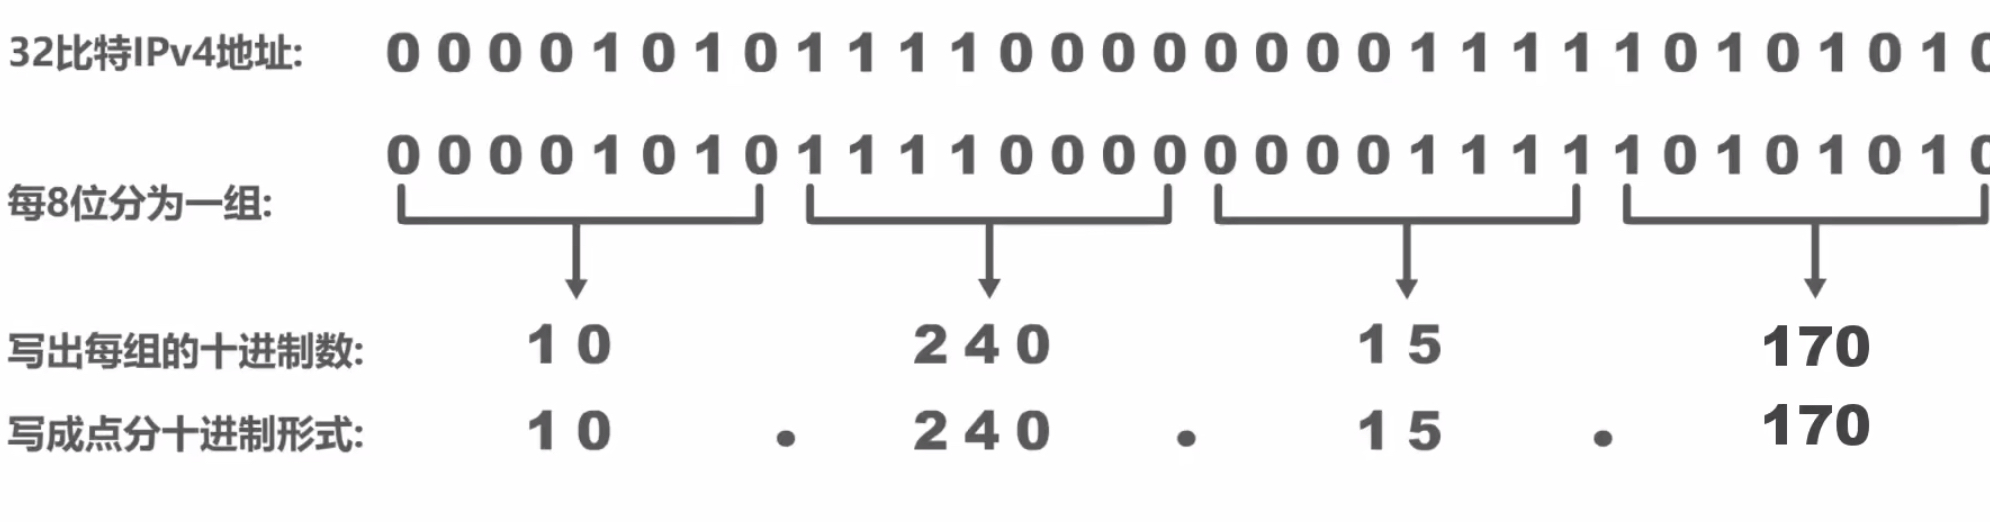 32比特IPv4地址: 0 0 0 0 1 0 1 0 1 1 1 1 0 0 0 0 0 0 0 0 1 1 1 1 1 0 1 0 1 0 1 0
0 0 0 0 1 0 1 0 1 1 1 1 0 0 0 0 0 0 0 0 1 1 1 1 1 0 1 0 1 0 1 0
每8位分为一组:
写出每组的十进制数: 10 240 15 170
写成点分十进制形式: 10 . 240 . 15 . 170